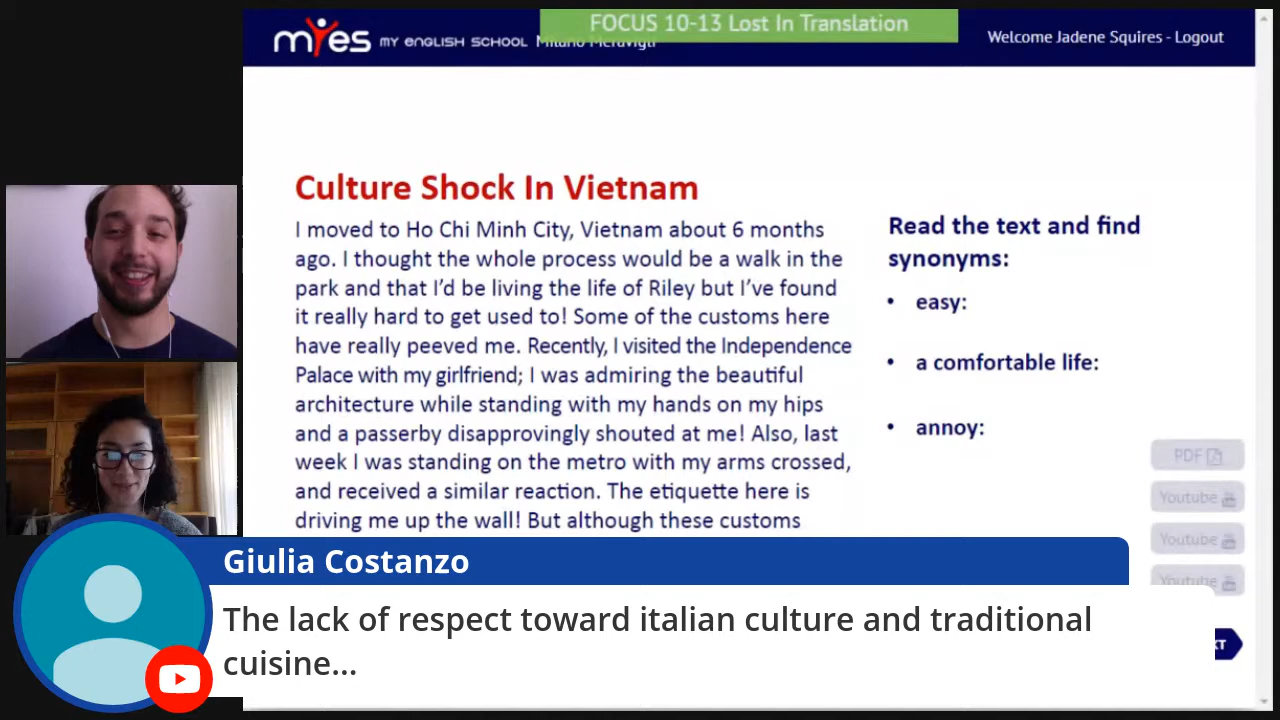 FOCUS 10-13 Lost In Translation
myes MY ENGLISH SCHOOL Milano Meravigli
Welcome Jadene Squires - Logout
Culture Shock In Vietnam
I moved to Ho Chi Minh City, Vietnam about 6 months
ago. I thought the whole process would be a walk in the
park and that I'd be living the life of Riley but I've found
it really hard to get used to! Some of the customs here
have really peeved me. Recently, I visited the Independence
Palace with my girlfriend; I was admiring the beautiful
architecture while standing with my hands on my hips
and a passerby disapprovingly shouted at me! Also, last
week I was standing on the metro with my arms crossed,
and received a similar reaction. The etiquette here is
driving me up the wall! But although these customs
Read the text and find
synonyms:
• easy:
• a comfortable life:
• annoy:
PDF
Youtube
Youtube
Youtube
Giulia Costanzo
The lack of respect toward italian culture and traditional
cuisine...